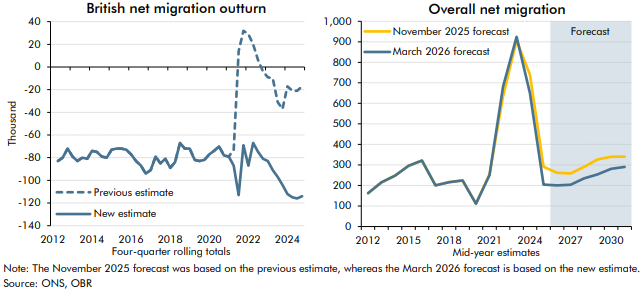 British net migration outturn
40
20
0
-20
-40
-60
-80
-100
-120
-140
Thousand
Previous estimate
New estimate
2012 2014 2016 2018 2020 2022 2024
Four-quarter rolling totals
Overall net migration
1,000
900
800
700
600
500
400
300
200
100
0
November 2025 forecast
March 2026 forecast
Forecast
2012 2015 2018 2021 2024 2027 2030
Mid-year estimates
Note: The November 2025 forecast was based on the previous estimate, whereas the March 2026 forecast is based on the new estimate.
Source: ONS, OBR